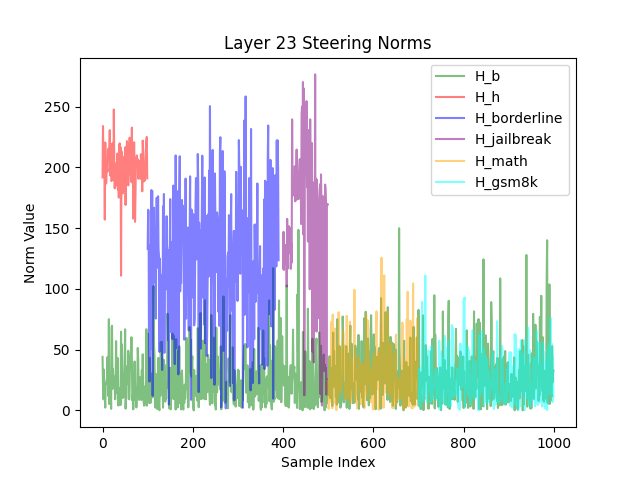 Layer 23 Steering Norms
H_b
H_h
H_borderline
H_jailbreak
H_math
H_gsm8k
Norm Value
250
200
150
100
50
0
0 200 400 600 800 1000
Sample Index